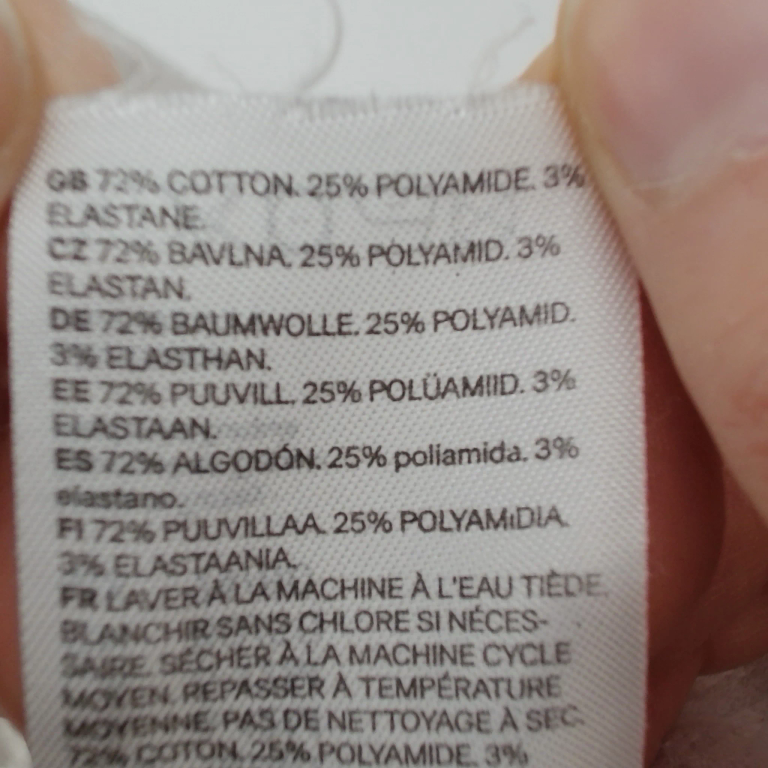 GB 72% COTTON. 25% POLYAMIDE. 3%
ELASTANE.
CZ 72% BAVLNA. 25% POLYAMID. 3%
ELASTAN.
DE 72% BAUMWOLLE. 25% POLYAMID.
3% ELASTHAN.
EE 72% PUUVILL. 25% POLÜAMIID. 3%
ELASTAAN.
ES 72% ALGODÓN. 25% poliamida. 3%
elastano.
FI 72% PUUVILLAA. 25% POLYAMIDIA.
3% ELASTAANIA.
FR LAVER À LA MACHINE À L'EAU TIÈDE.
BLANCHIR SANS CHLORE SI NÉCES-
SAIRE. SÉCHER À LA MACHINE CYCLE
MOYEN. REPASSER À TEMPÉRATURE
MOYENNE. PAS DE NETTOYAGE À SEC.
72% COTON. 25% POLYAMIDE. 3%